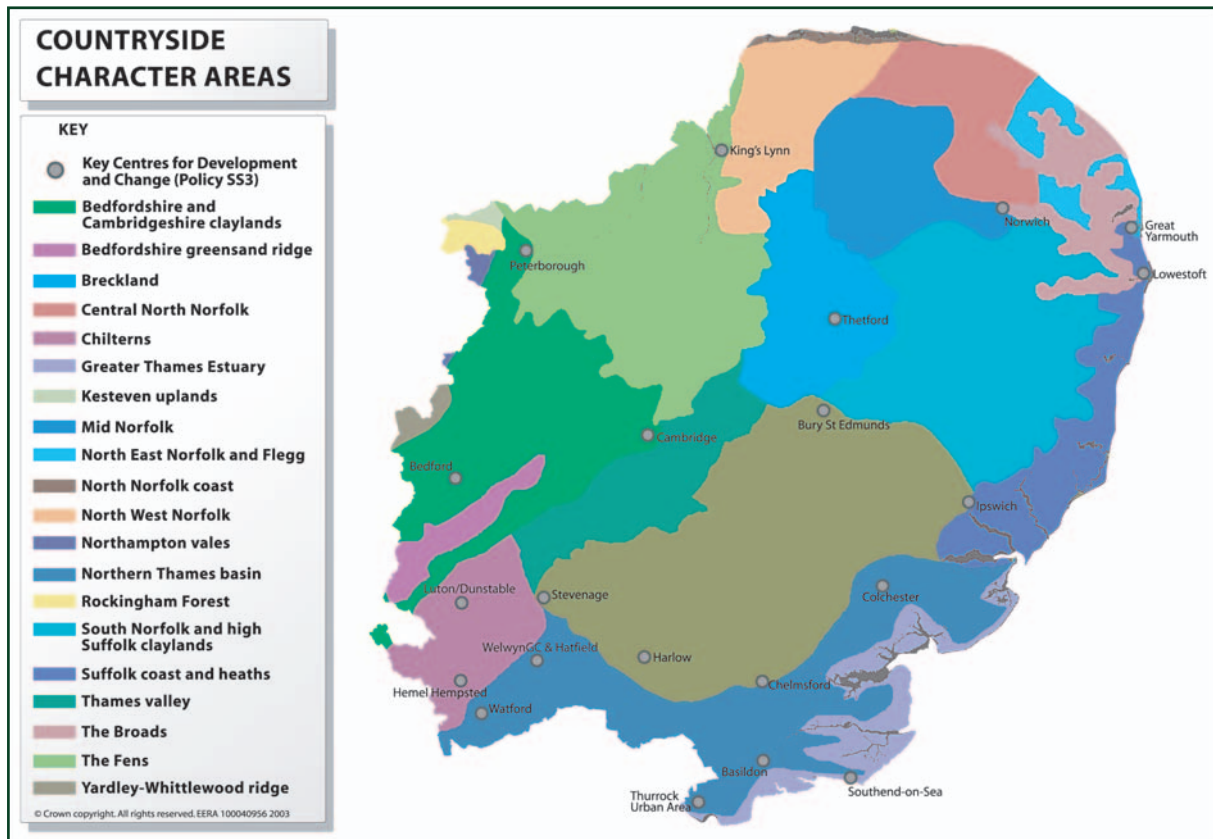 COUNTRYSIDE
CHARACTER AREAS
KEY
Key Centres for Development
and Change (Policy SS3)
Bedfordshire and
Cambridgeshire claylands
Bedfordshire greensand ridge
Breckland
Central North Norfolk
Chilterns
Greater Thames Estuary
Kesteven uplands
Mid Norfolk
North East Norfolk and Flegg
North Norfolk coast
North West Norfolk
Northampton vales
Northern Thames basin
Rockingham Forest
South Norfolk and high
Suffolk claylands
Suffolk coast and heaths
Thames valley
The Broads
The Fens
Yardley-Whittlewood ridge
© Crown copyright. All rights reserved. EERA 100040956 2003
King's Lynn
Norwich
Great
Yarmouth
Peterborough
Lowestoft
Thetford
Bury St Edmunds
Cambridge
Bedford
Ipswich
Luton/Dunstable
Stevenage
Colchester
WelwynGC & Hatfield
Harlow
Hemel Hempsted
Chelmsford
Watford
Basildon
Thurrock
Urban Area
Southend-on-Sea